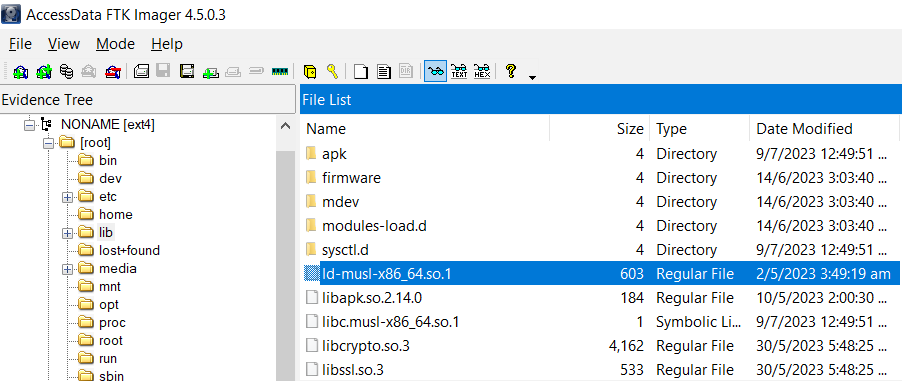 AccessData FTK Imager 4.5.0.3
File View Mode Help
TEXT HEX ?
Evidence Tree
NONAME [ext4]
[root]
bin
dev
etc
home
lib
lost+found
media
mnt
opt
proc
root
run
sbin
File List
Name Size Type Date Modified
apk 4 Directory 9/7/2023 12:49:51 ...
firmware 4 Directory 14/6/2023 3:03:40 ...
mdev 4 Directory 14/6/2023 3:03:40 ...
modules-load.d 4 Directory 14/6/2023 3:03:40 ...
sysctl.d 4 Directory 9/7/2023 12:49:51 ...
ld-musl-x86_64.so.1 603 Regular File 2/5/2023 3:49:19 am
libapk.so.2.14.0 184 Regular File 10/5/2023 2:00:30 ...
libc.musl-x86_64.so.1 1 Symbolic Li... 9/7/2023 12:49:51 ...
libcrypto.so.3 4,162 Regular File 30/5/2023 5:48:25 ...
libssl.so.3 533 Regular File 30/5/2023 5:48:25 ...